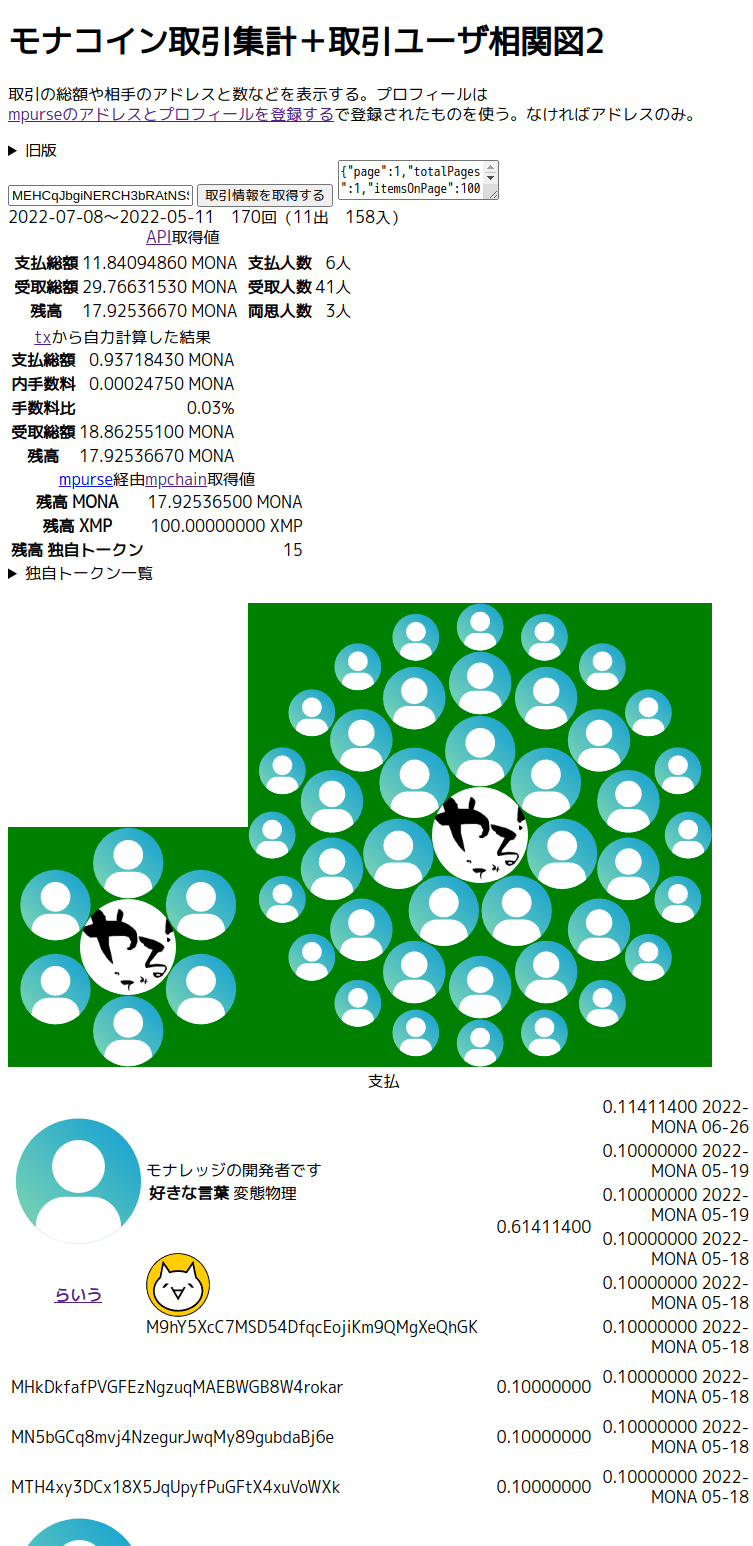 モナコイン取引集計＋取引ユーザ相関図2
取引の総額や相手のアドレスと数などを表示する。プロフィールは
mpurseのアドレスとプロフィールを登録するで登録されたものを使う。なければアドレスのみ。
▶ 旧版
MEHCqJbgiNERCH3bRAtNS 取引情報を取得する {"page":1,"totalPages
":1,"itemsOnPage":100
2022-07-08～2022-05-11　170回（11出　158入）
API取得値
支払総額 11.84094860 MONA 支払人数 6人
受取総額 29.76631530 MONA 受取人数 41人
残高 17.92536670 MONA 両思人数 3人
txから自力計算した結果
支払総額 0.93718430 MONA
内手数料 0.00024750 MONA
手数料比 0.03%
受取総額 18.86255100 MONA
残高 17.92536670 MONA
mpurse経由mpchain取得値
残高 MONA 17.92536500 MONA
残高 XMP 100.00000000 XMP
残高 独自トークン 15
▶ 独自トークン一覧
やる
み
やる
み
支払
モナレッジの開発者です
好きな言葉 変態物理
らいう
M9hY5XcC7MSD54DfqcEojiKm9QMgXeQhGK
0.61411400
0.11411400 2022-
MONA 06-26
0.10000000 2022-
MONA 05-19
0.10000000 2022-
MONA 05-19
0.10000000 2022-
MONA 05-18
0.10000000 2022-
MONA 05-18
0.10000000 2022-
MONA 05-18
MHkDkfafPVGFEzNgzuqMAEBWGB8W4rokar 0.10000000 0.10000000 2022-
MONA 05-18
MN5bGCq8mvj4NzegurJwqMy89gubdaBj6e 0.10000000 0.10000000 2022-
MONA 05-18
MTH4xy3DCx18X5JqUpyfPuGFtX4xuVoWXk 0.10000000 0.10000000 2022-
MONA 05-18